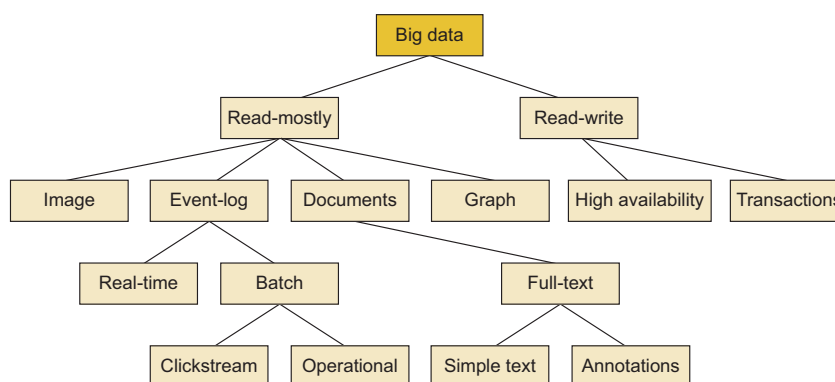 Big data
Read-mostly
Read-write
Image
Event-log
Documents
Graph
High availability
Transactions
Real-time
Batch
Full-text
Clickstream
Operational
Simple text
Annotations